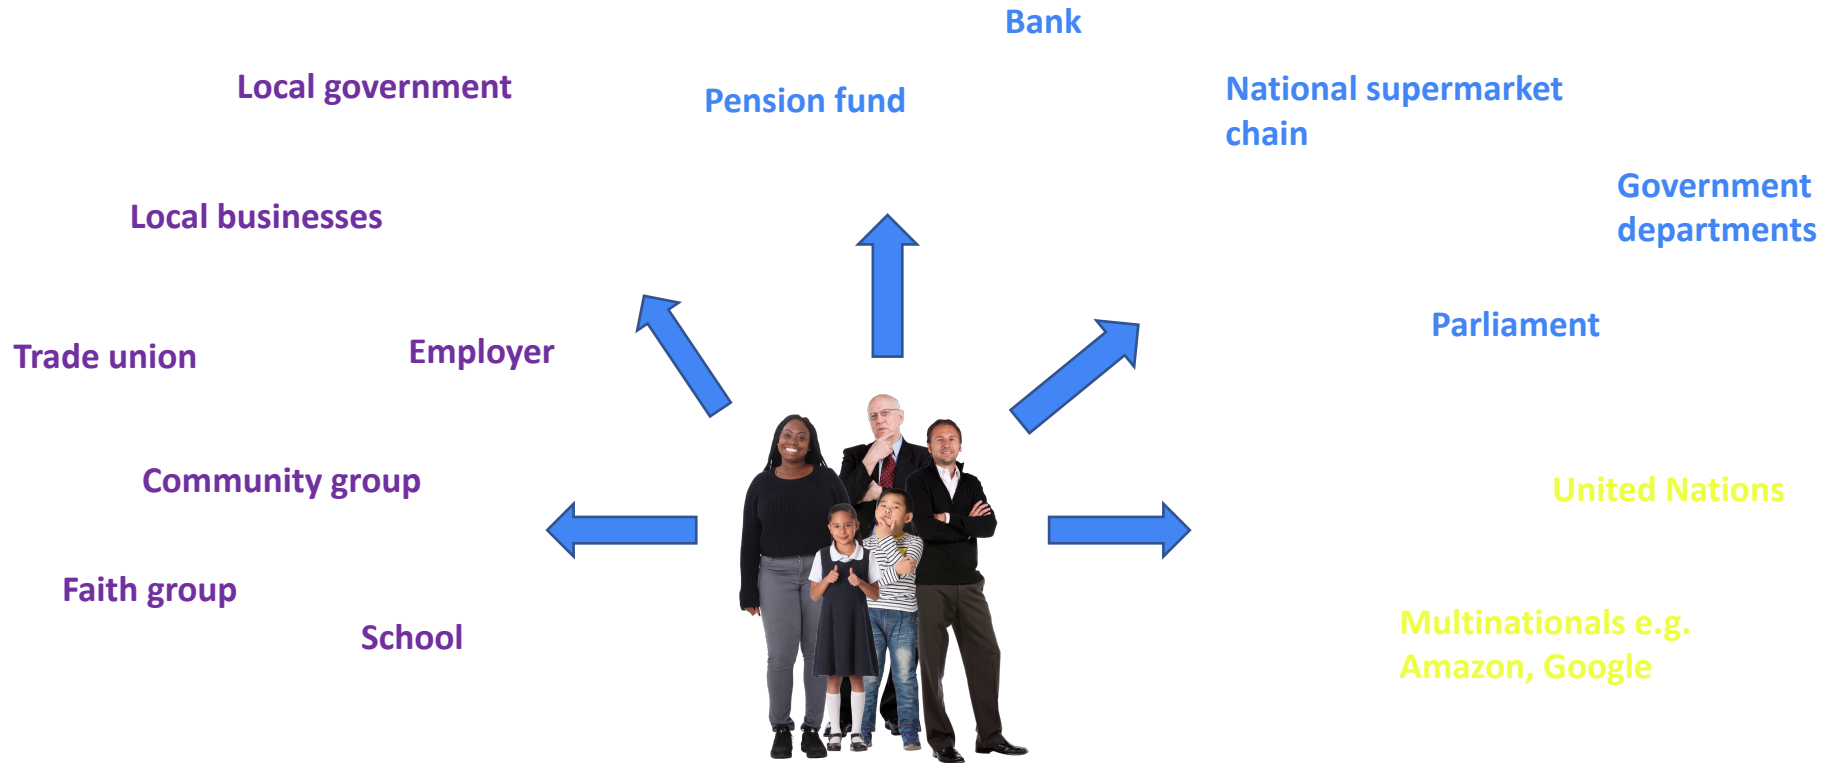 Bank
Local government
Pension fund
National supermarket
chain
Government
departments
Local businesses
Parliament
Trade union
Employer
Community group
United Nations
Faith group
School
Multinationals e.g.
Amazon, Google